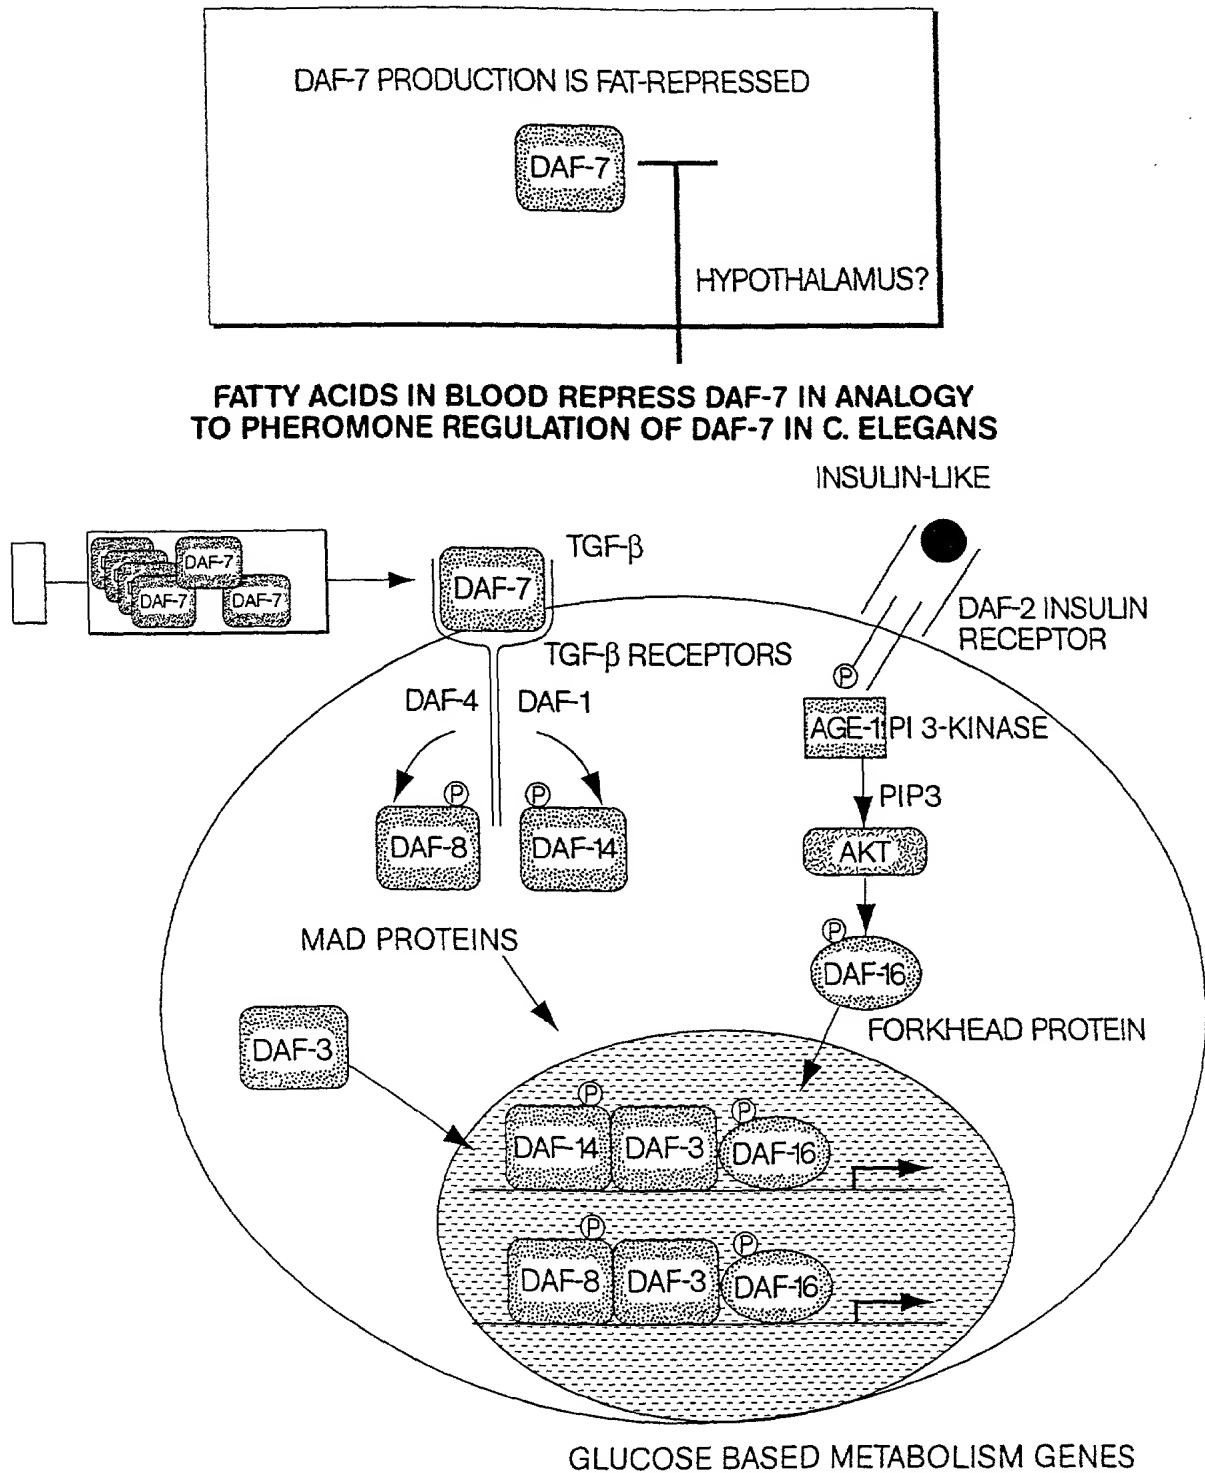 DAF-7 PRODUCTION IS FAT-REPRESSED
DAF-7
HYPOTHALAMUS?
FATTY ACIDS IN BLOOD REPRESS DAF-7 IN ANALOGY
TO PHEROMONE REGULATION OF DAF-7 IN C. ELEGANS
INSULIN-LIKE
DAF-7
DAF-7
DAF-7
DAF-7
TGF-β
DAF-2 INSULIN
RECEPTOR
TGF-β RECEPTORS
DAF-4
DAF-1
P
AGE-1
PI 3-KINASE
PIP3
P
P
DAF-8
DAF-14
AKT
MAD PROTEINS
P
DAF-16
FORKHEAD PROTEIN
DAF-3
P
P
DAF-14
DAF-3
DAF-16
P
P
DAF-8
DAF-3
DAF-16
GLUCOSE BASED METABOLISM GENES